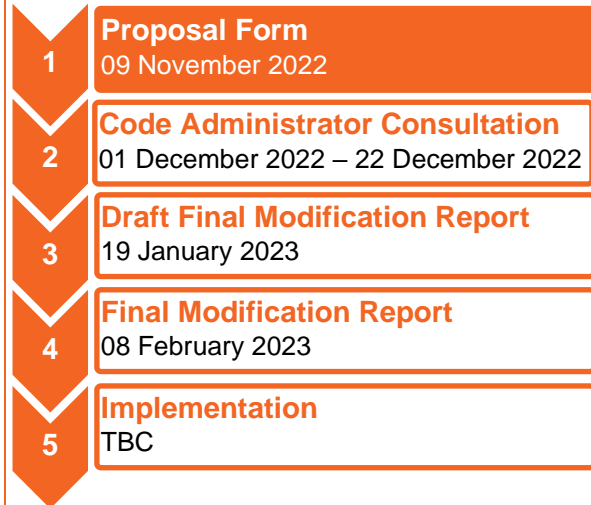 1
Proposal Form
09 November 2022
2
Code Administrator Consultation
01 December 2022 – 22 December 2022
3
Draft Final Modification Report
19 January 2023
4
Final Modification Report
08 February 2023
5
Implementation
TBC